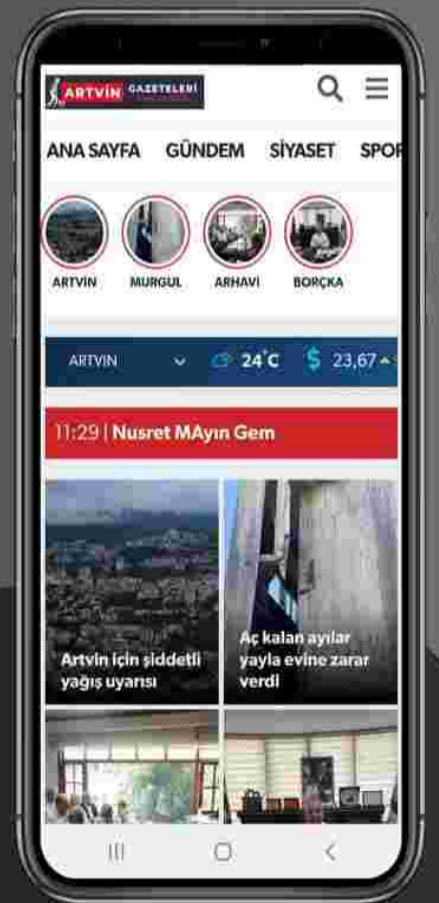 ARTVİN GAZETELERİ
ANA SAYFA GÜNDEM SİYASET SPOR
ARTVİN MURGUL ARHAVİ BORÇKA
ARTVIN 24°C $ 23,67
11:29 | Nusret MAyın Gem
Artvin için şiddetli
yağış uyarısı
Aç kalan ayılar
yayla evine zarar
verdi